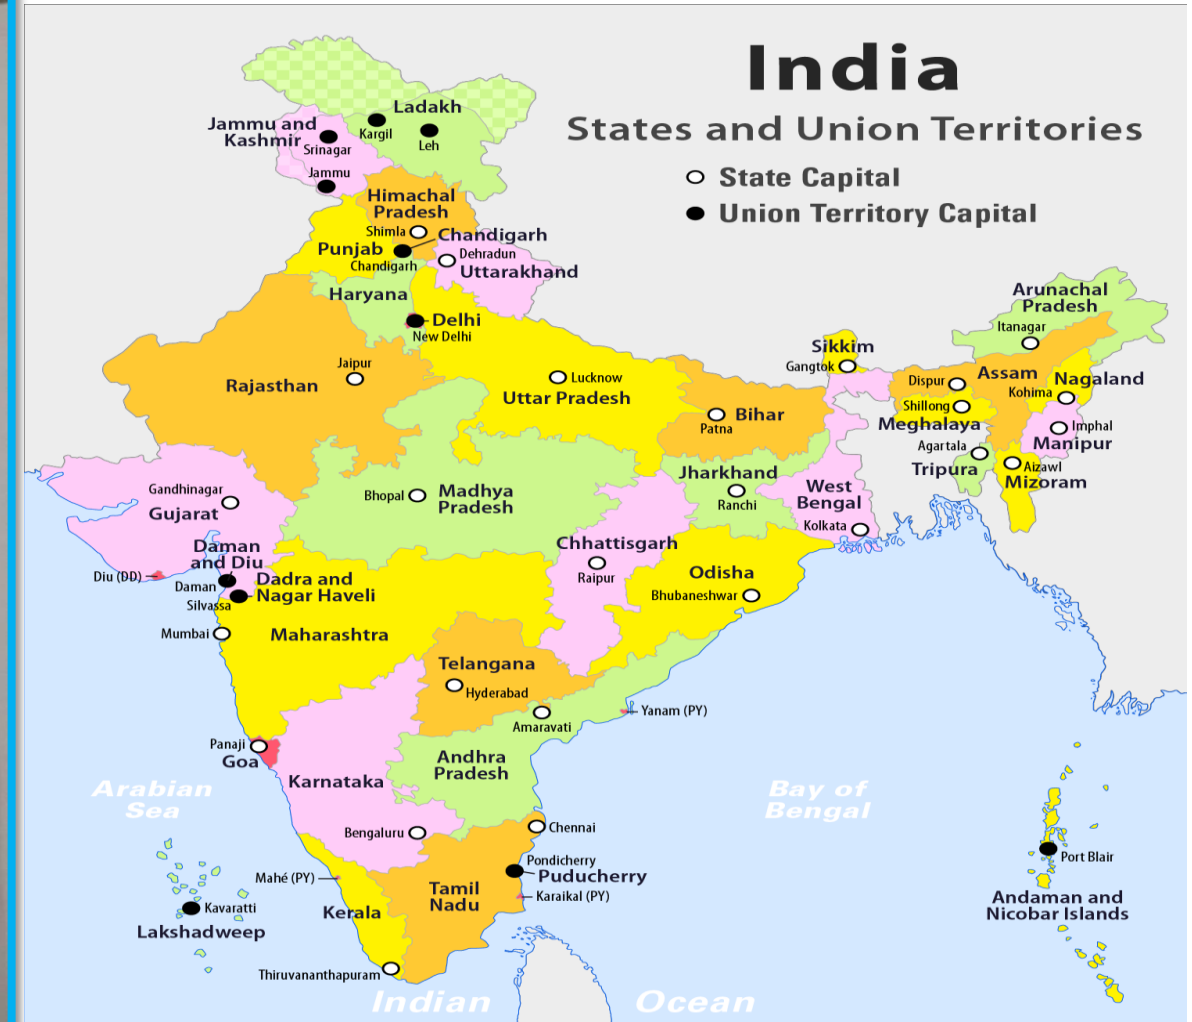 India
States and Union Territories
State Capital
Union Territory Capital
Ladakh
Kargil
Leh
Jammu and
Kashmir
Srinagar
Jammu
Himachal
Pradesh
Shimla
Chandigarh
Punjab
Chandigarh
Dehradun
Uttarakhand
Haryana
Delhi
New Delhi
Arunachal
Pradesh
Itanagar
Sikkim
Gangtok
Jaipur
Rajasthan
Lucknow
Uttar Pradesh
Dispur
Assam
Nagaland
Kohima
Shillong
Meghalaya
Bihar
Patna
Imphal
Manipur
Agartala
Tripura
Aizawl
Mizoram
Jharkhand
Ranchi
West
Bengal
Kolkata
Gandhinagar
Gujarat
Bhopal
Madhya
Pradesh
Chhattisgarh
Raipur
Odisha
Bhubaneshwar
Daman
and Diu
Diu (DD)
Daman
Dadra and
Nagar Haveli
Silvassa
Mumbai
Maharashtra
Telangana
Hyderabad
Amaravati
Yanam (PY)
Panaji
Goa
Karnataka
Andhra
Pradesh
Arabian
Sea
Bay of
Bengal
Bengaluru
Chennai
Pondicherry
Puducherry
Karaikal (PY)
Mahé (PY)
Tamil
Nadu
Kerala
Kavaratti
Lakshadweep
Port Blair
Andaman and
Nicobar Islands
Thiruvananthapuram
Indian Ocean